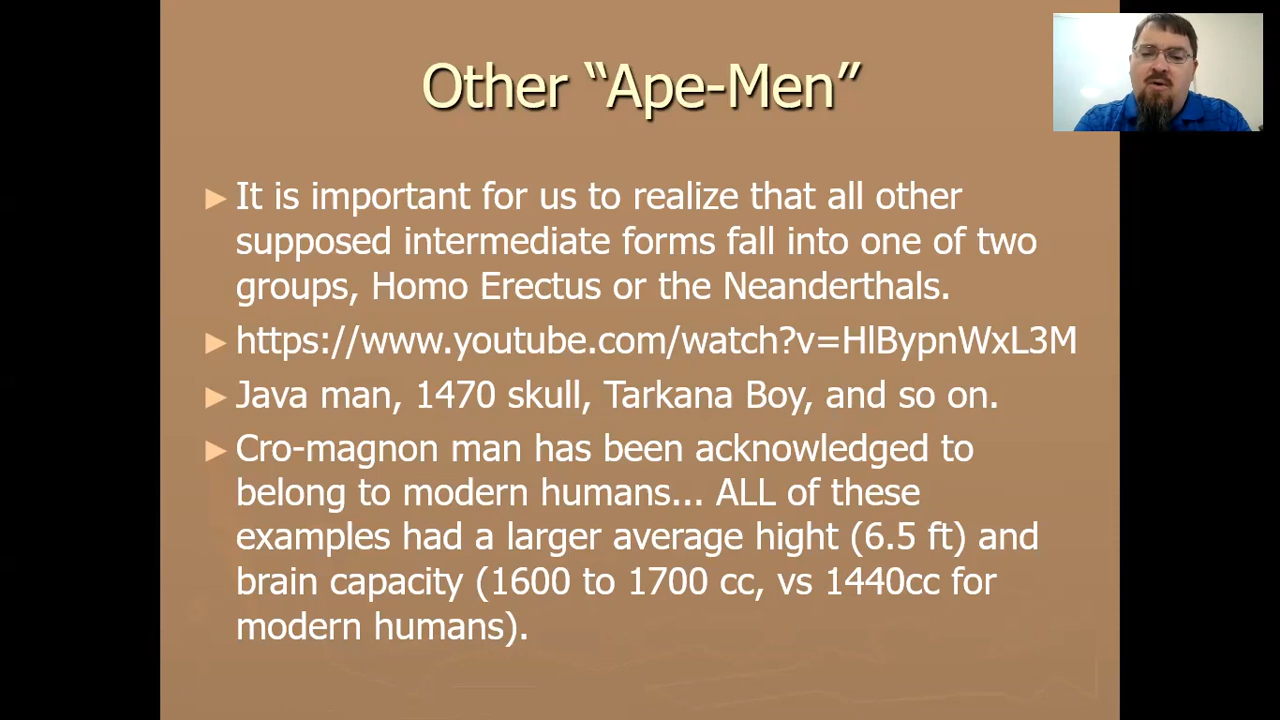 Other “Ape-Men”
► It is important for us to realize that all other
supposed intermediate forms fall into one of two
groups, Homo Erectus or the Neanderthals.
► https://www.youtube.com/watch?v=HlBypnWxL3M
► Java man, 1470 skull, Tarkana Boy, and so on.
► Cro-magnon man has been acknowledged to
belong to modern humans... ALL of these
examples had a larger average hight (6.5 ft) and
brain capacity (1600 to 1700 cc, vs 1440cc for
modern humans).